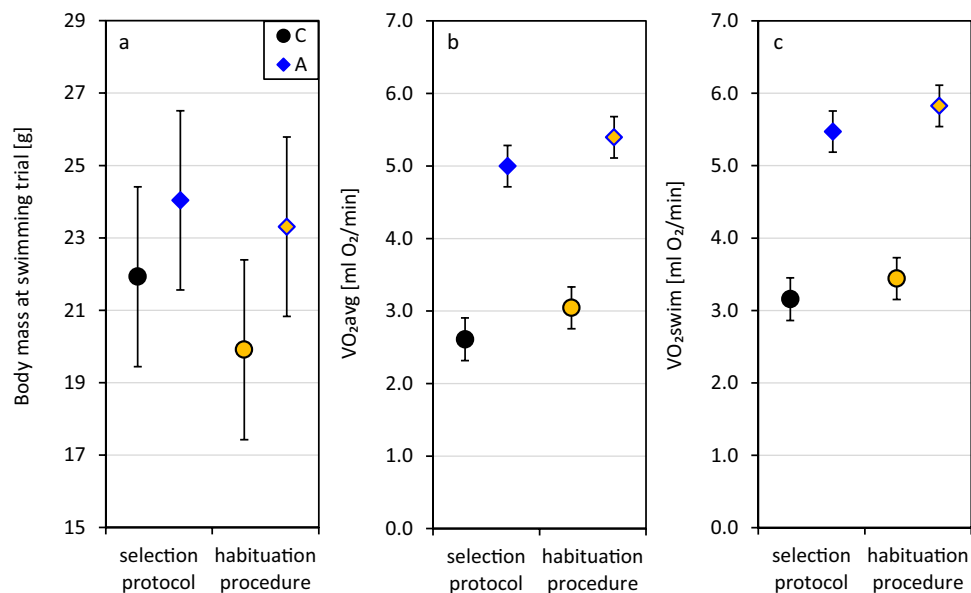 Body mass at swimming trial [g]
29
27
25
23
21
19
17
15
a
C
A
selection
protocol
habituation
procedure
VO₂avg [ml O₂/min]
7.0
6.0
5.0
4.0
3.0
2.0
1.0
0.0
b
selection
protocol
habituation
procedure
VO₂swim [ml O₂/min]
7.0
6.0
5.0
4.0
3.0
2.0
1.0
0.0
c
selection
protocol
habituation
procedure